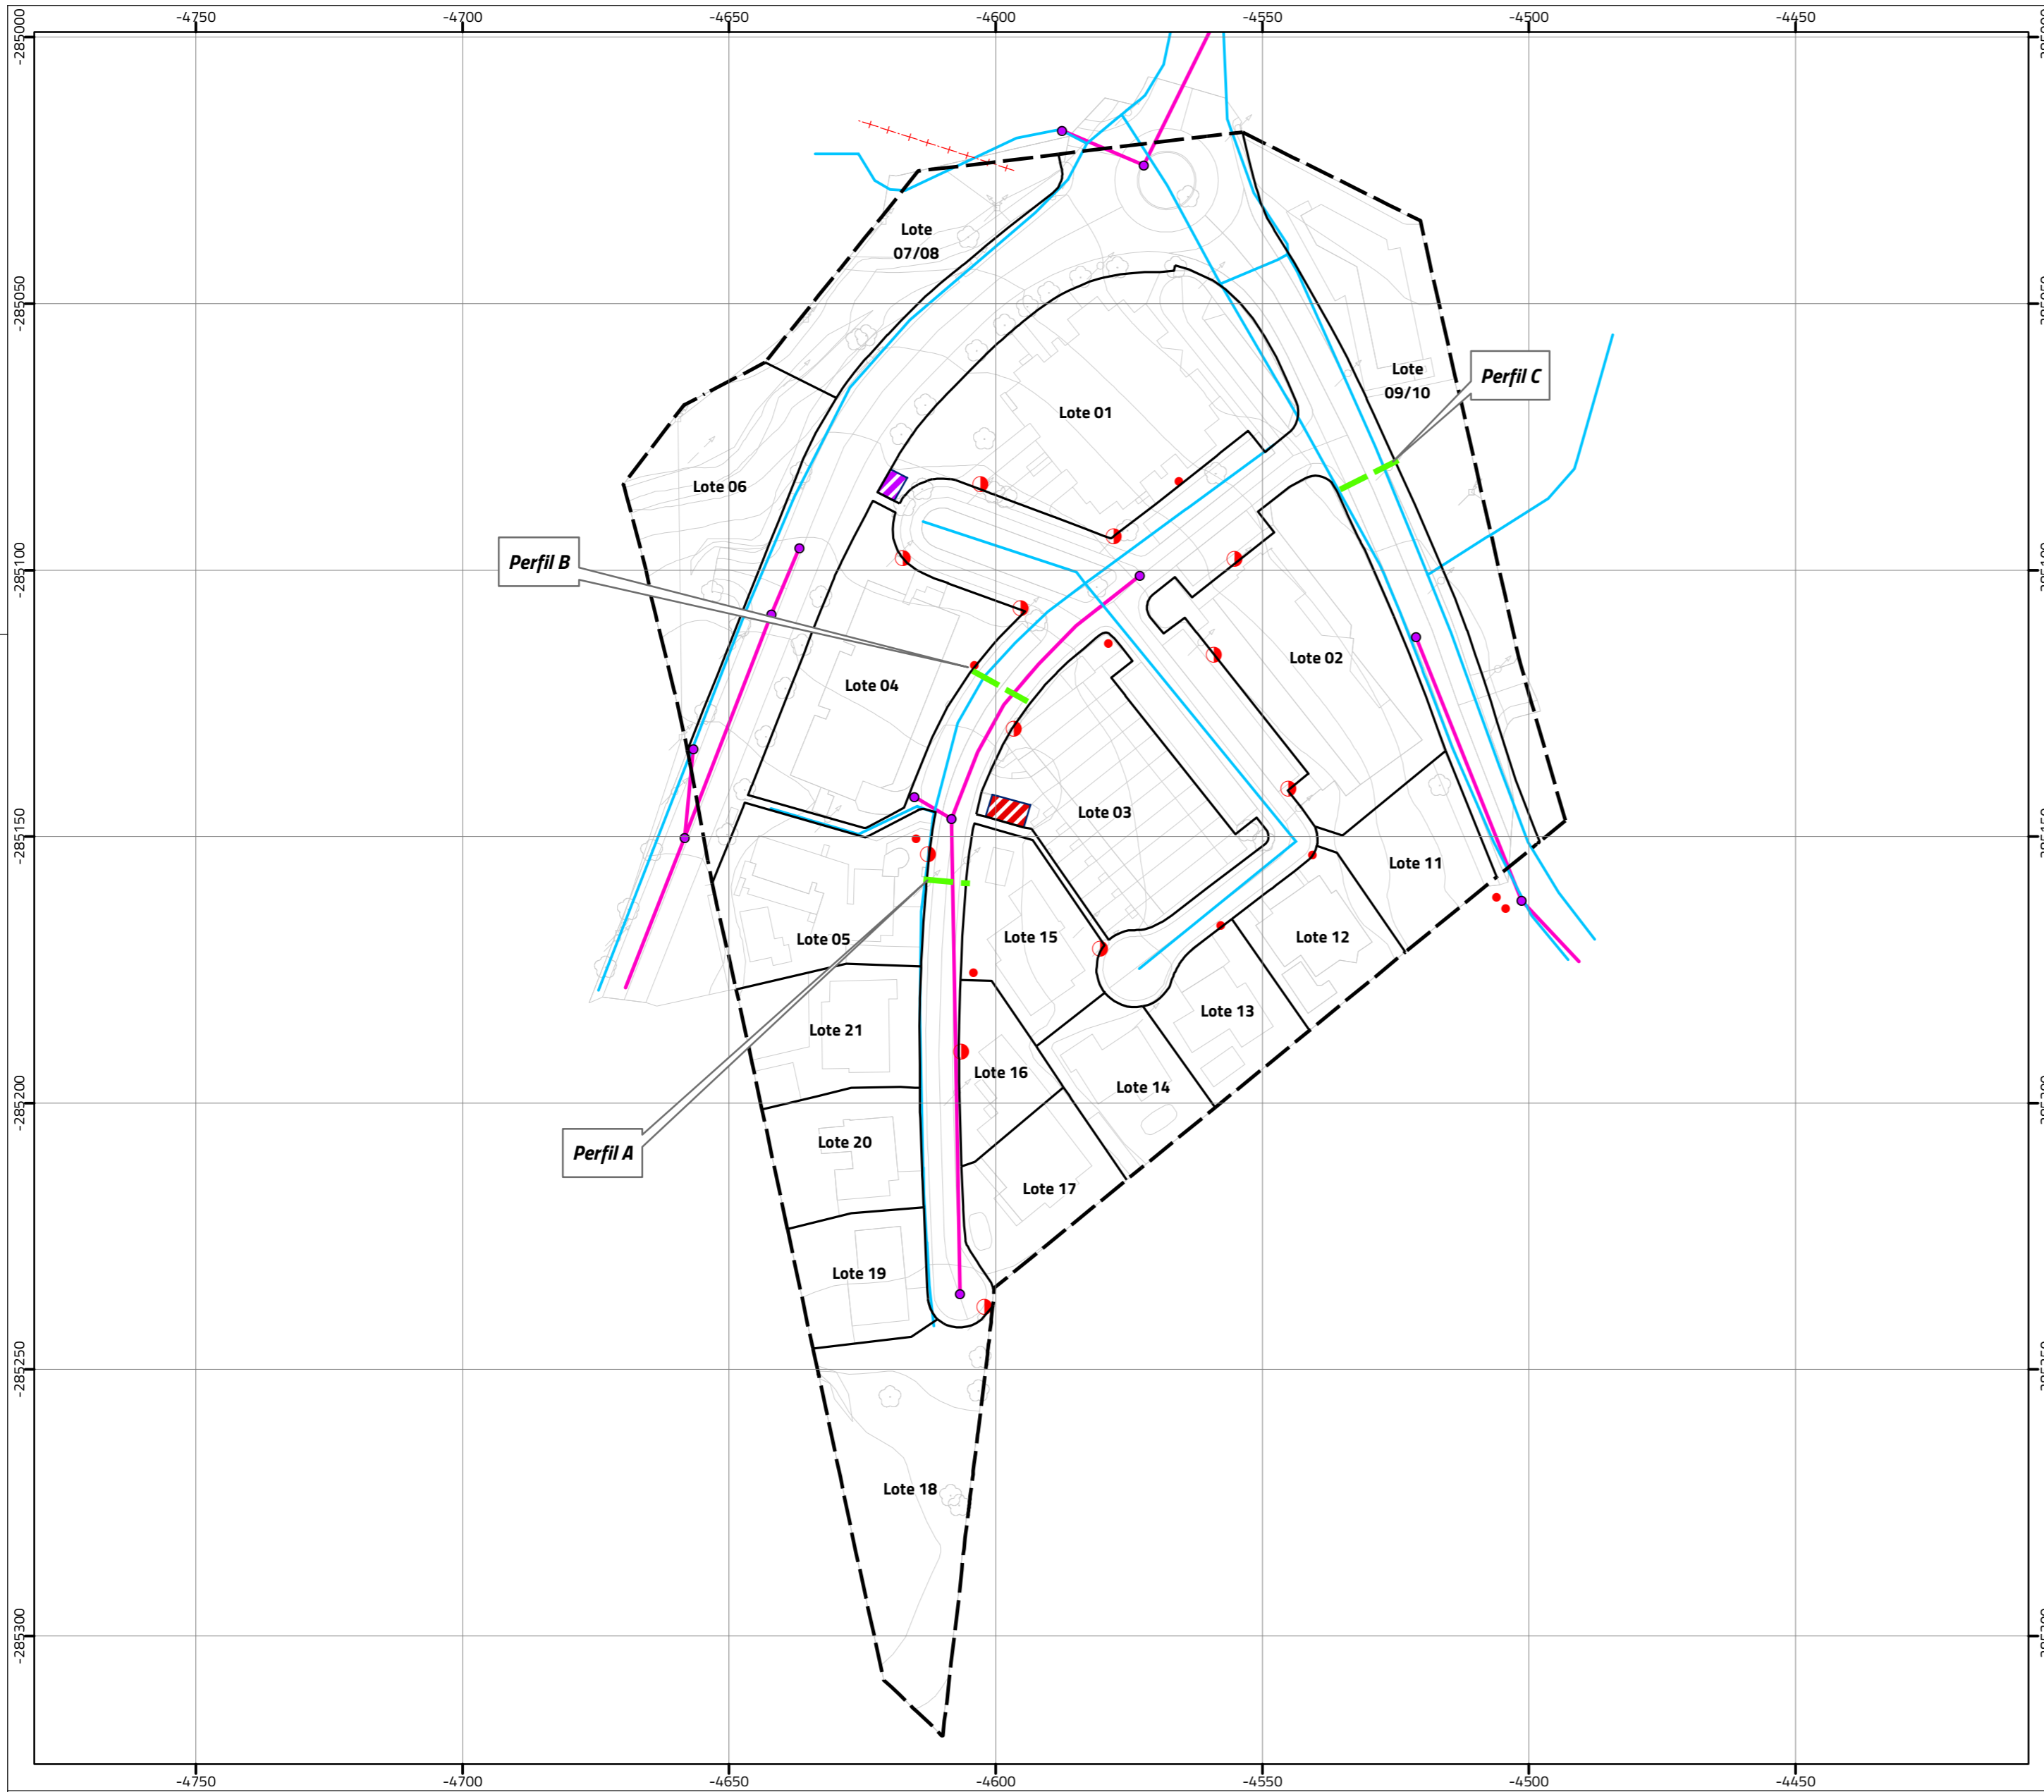 -4750 -4700 -4650 -4600 -4550 -4500 -4450
-285000
-285050
-285100
-285150
-285200
-285250
-285300
Lote
07/08
Lote
09/10
Perfil C
Lote 01
Lote 06
Perfil B
Lote 02
Lote 04
Lote 03
Lote 11
Lote 05
Lote 15
Lote 12
Lote 13
Lote 21
Lote 16
Lote 14
Lote 20
Perfil A
Lote 17
Lote 19
Lote 18
-4750 -4700 -4650 -4600 -4550 -4500 -4450